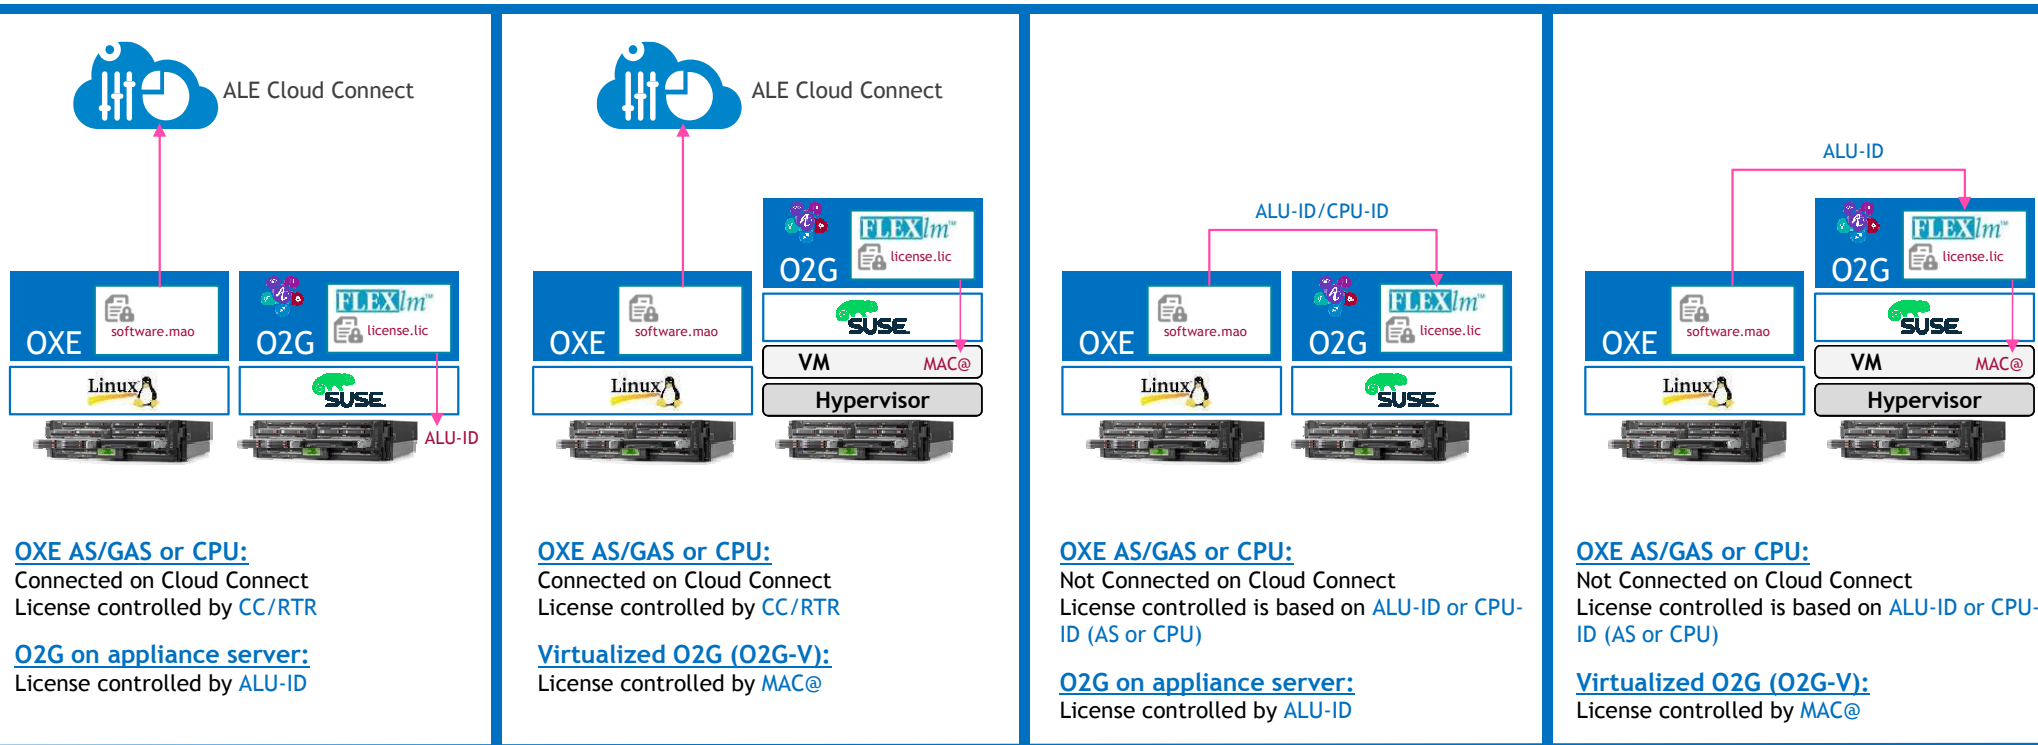 ALE Cloud Connect
FLEXlm™
license.lic
O2G
software.mao
OXE
Linux
SUSE
ALU-ID
OXE AS/GAS or CPU:
Connected on Cloud Connect
License controlled by CC/RTR
O2G on appliance server:
License controlled by ALU-ID
ALE Cloud Connect
FLEXlm™
license.lic
O2G
SUSE
software.mao
OXE
VM MAC@
Linux
Hypervisor
OXE AS/GAS or CPU:
Connected on Cloud Connect
License controlled by CC/RTR
Virtualized O2G (O2G-V):
License controlled by MAC@
ALU-ID/CPU-ID
FLEXlm™
software.mao
license.lic
OXE
O2G
Linux
SUSE
OXE AS/GAS or CPU:
Not Connected on Cloud Connect
License controlled is based on ALU-ID or CPU-
ID (AS or CPU)
O2G on appliance server:
License controlled by ALU-ID
ALU-ID
FLEXlm™
license.lic
O2G
SUSE
software.mao
OXE
VM MAC@
Linux
Hypervisor
OXE AS/GAS or CPU:
Not Connected on Cloud Connect
License controlled is based on ALU-ID or CPU-
ID (AS or CPU)
Virtualized O2G (O2G-V):
License controlled by MAC@